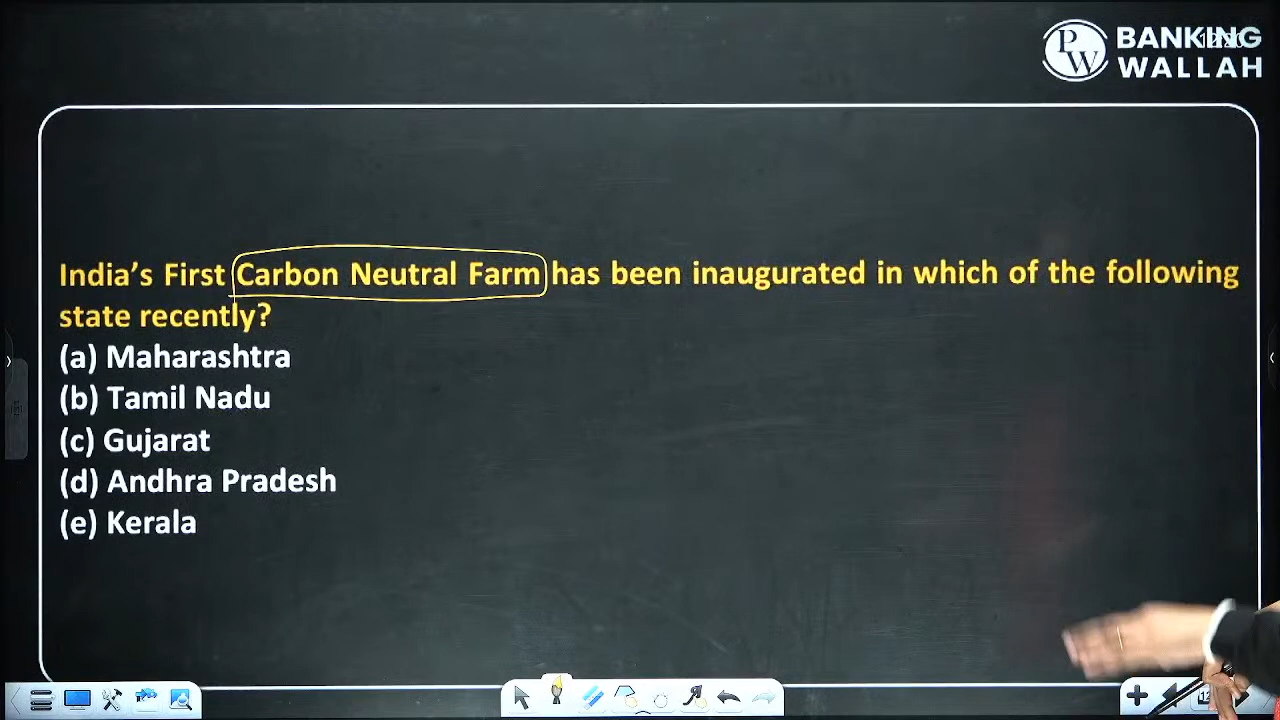 PW BANKING
WALLAH
India's First Carbon Neutral Farm has been inaugurated in which of the following
state recently?
(a) Maharashtra
(b) Tamil Nadu
(c) Gujarat
(d) Andhra Pradesh
(e) Kerala